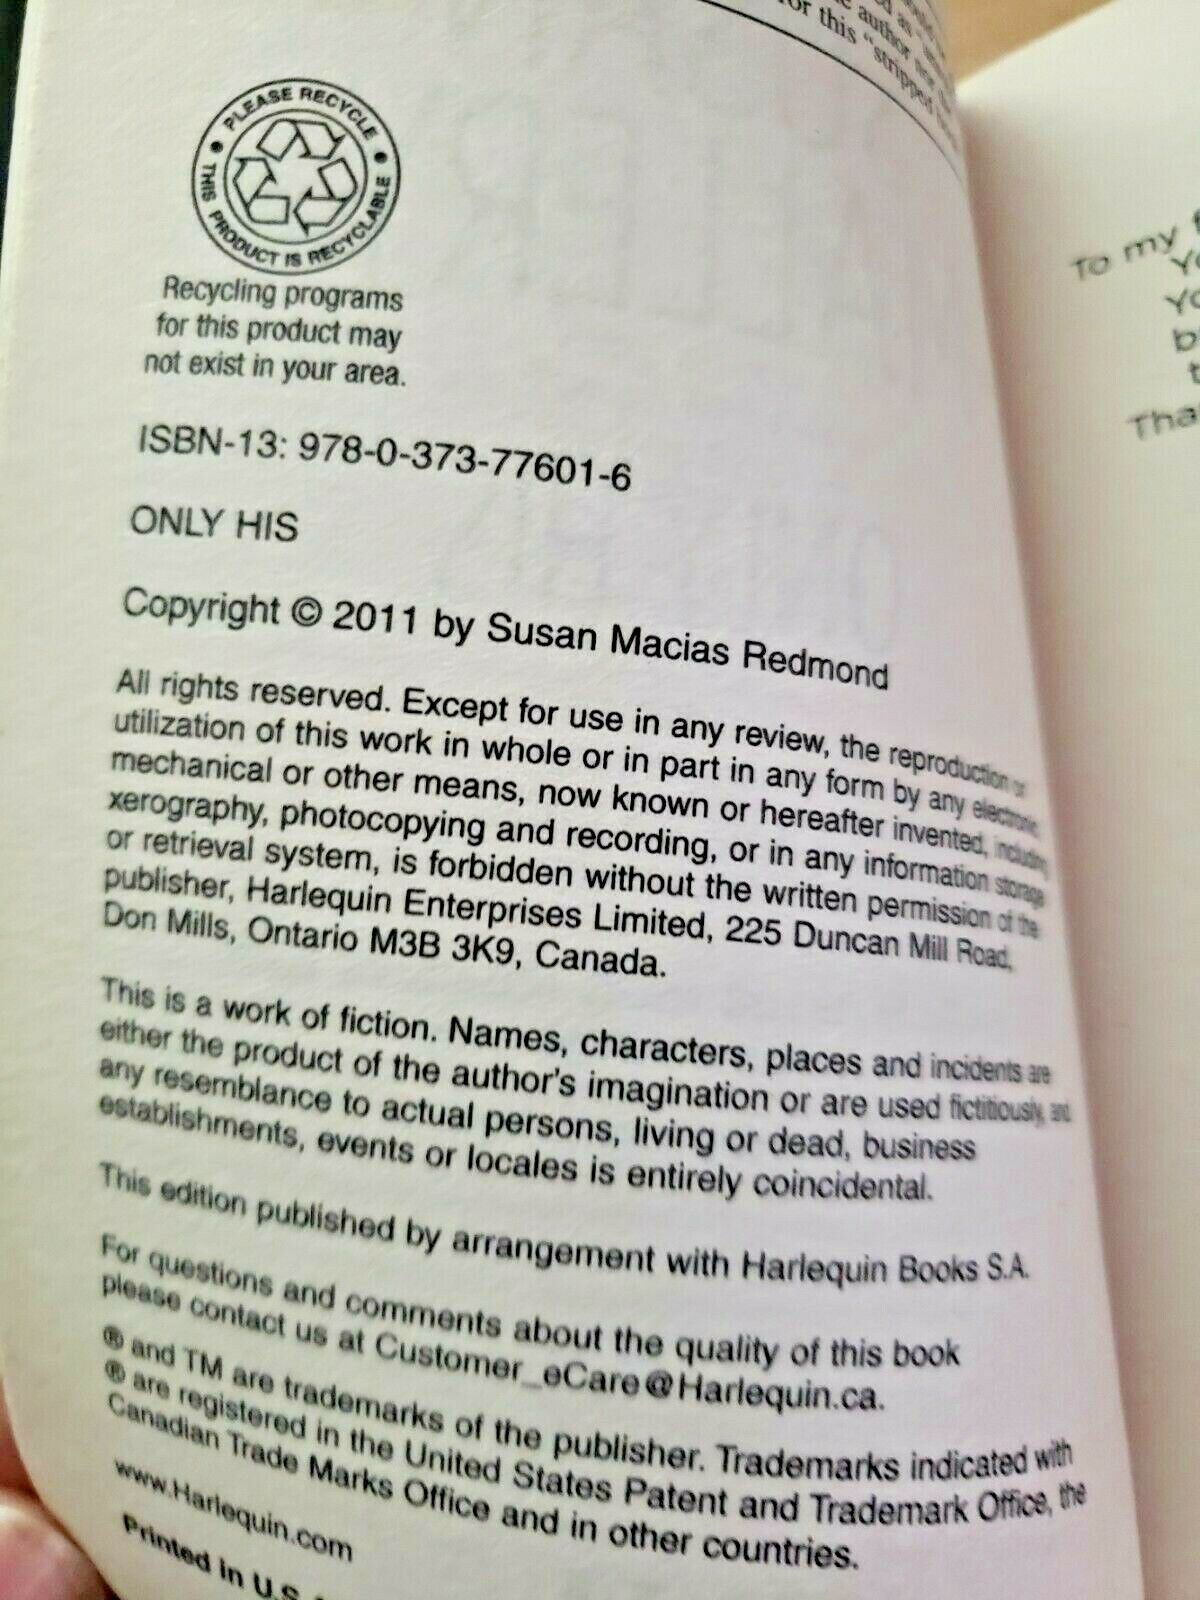 ed as "
e author nor the
or this "stripped
PLEASE RECYCLE
THIS PRODUCT IS RECYCLABLE
Recycling programs
for this product may
not exist in your area.
ISBN-13: 978-0-373-77601-6
ONLY HIS
Copyright © 2011 by Susan Macias Redmond
All rights reserved. Except for use in any review, the reproduction or
utilization of this work in whole or in part in any form by any electronic,
mechanical or other means, now known or hereafter invented, including
xerography, photocopying and recording, or in any information storage
or retrieval system, is forbidden without the written permission of the
publisher, Harlequin Enterprises Limited, 225 Duncan Mill Road,
Don Mills, Ontario M3B 3K9, Canada.
This is a work of fiction. Names, characters, places and incidents are
either the product of the author's imagination or are used fictitiously, and
any resemblance to actual persons, living or dead, business
establishments, events or locales is entirely coincidental.
This edition published by arrangement with Harlequin Books S.A.
For questions and comments about the quality of this book
please contact us at Customer_eCare@Harlequin.ca.
® and TM are trademarks of the publisher. Trademarks indicated with
® are registered in the United States Patent and Trademark Office, the
Canadian Trade Marks Office and in other countries.
www.Harlequin.com
Printed in U.S.
To my
Yo
Yo
b
t
Tha